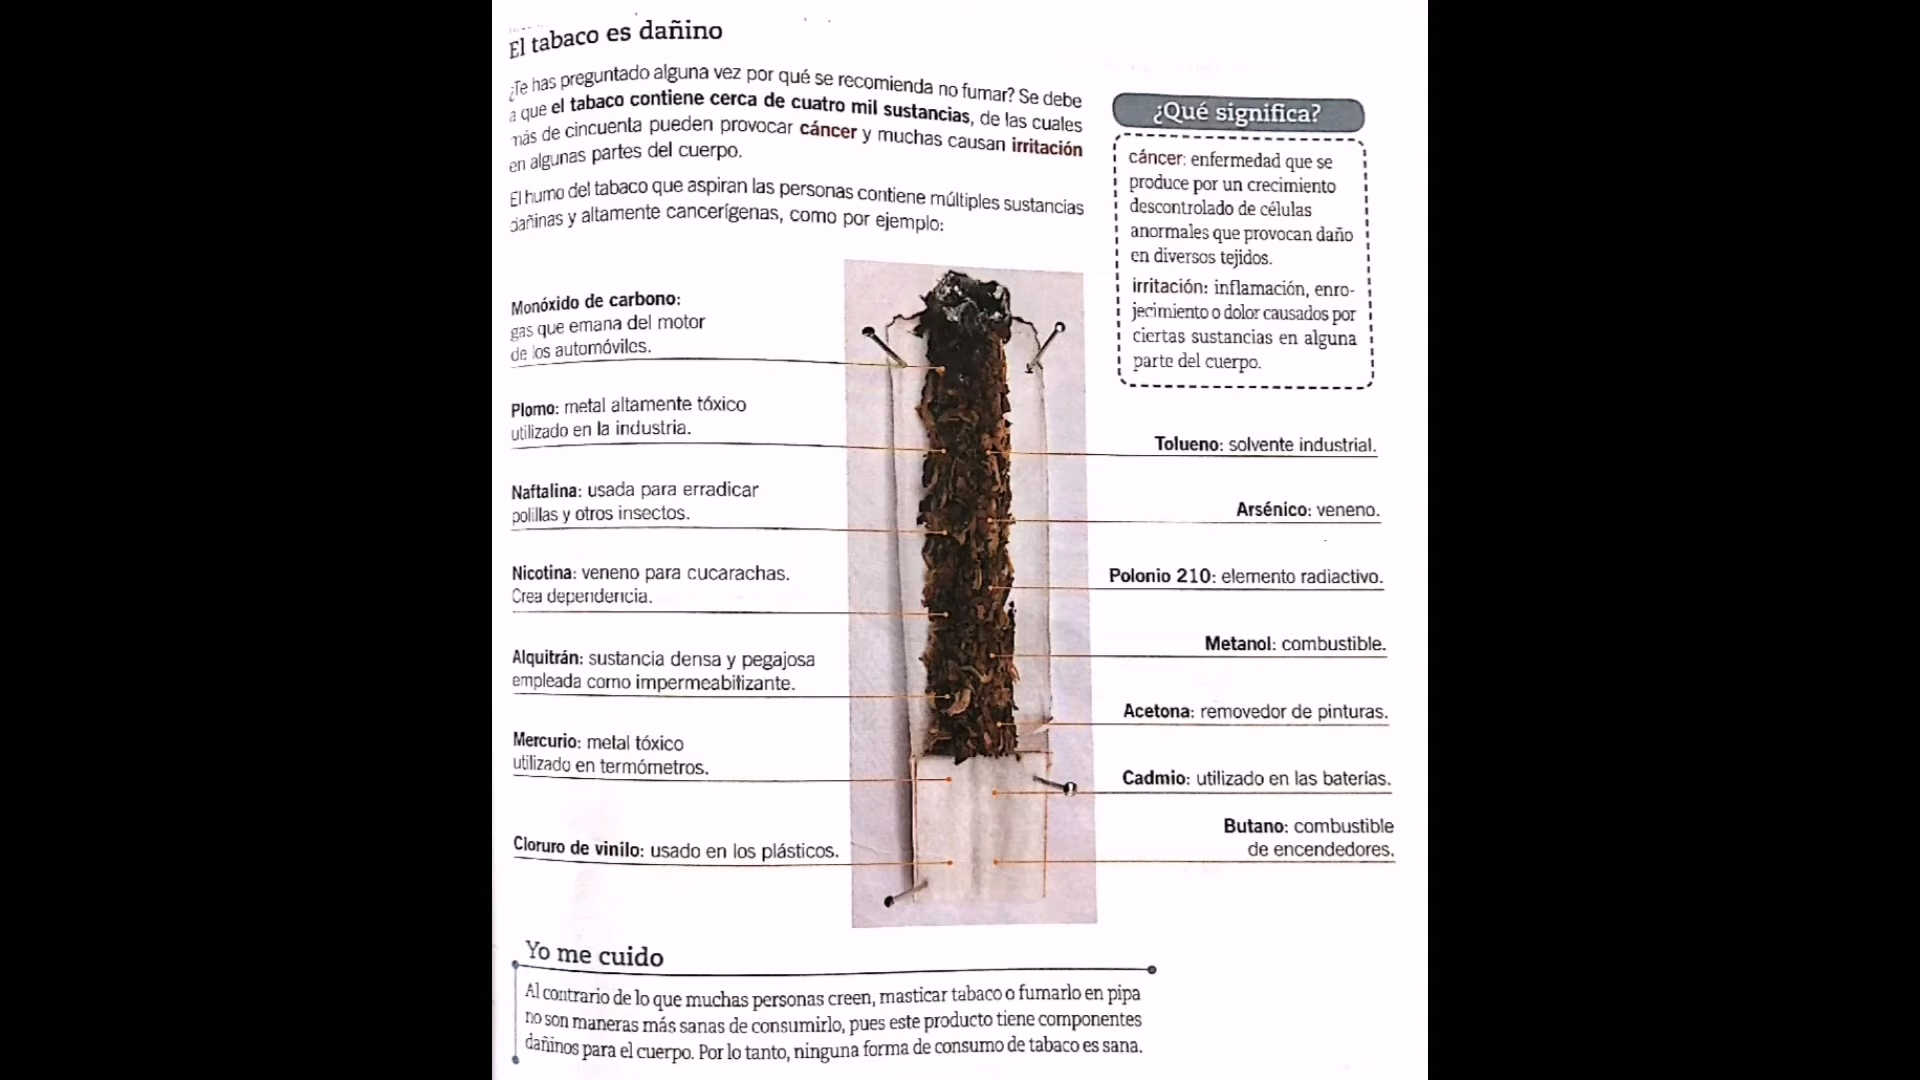 El tabaco es dañino
¿Te has preguntado alguna vez por qué se recomienda no fumar? Se debe
a que el tabaco contiene cerca de cuatro mil sustancias, de las cuales
más de cincuenta pueden provocar cáncer y muchas causan irritación
en algunas partes del cuerpo.
El humo del tabaco que aspiran las personas contiene múltiples sustancias
dañinas y altamente cancerígenas, como por ejemplo:
¿Qué significa?
cáncer: enfermedad que se
produce por un crecimiento
descontrolado de células
anormales que provocan daño
en diversos tejidos.
irritación: inflamación, enro-
jecimiento o dolor causados por
ciertas sustancias en alguna
parte del cuerpo.
Monóxido de carbono:
gas que emana del motor
de los automóviles.
Plomo: metal altamente tóxico
utilizado en la industria.
Naftalina: usada para erradicar
polillas y otros insectos.
Nicotina: veneno para cucarachas.
Crea dependencia.
Alquitrán: sustancia densa y pegajosa
empleada como impermeabilizante.
Mercurio: metal tóxico
utilizado en termómetros.
Cloruro de vinilo: usado en los plásticos.
Tolueno: solvente industrial.
Arsénico: veneno.
Polonio 210: elemento radiactivo.
Metanol: combustible.
Acetona: removedor de pinturas.
Cadmio: utilizado en las baterías.
Butano: combustible
de encendedores.
Yo me cuido
Al contrario de lo que muchas personas creen, masticar tabaco o fumarlo en pipa
no son maneras más sanas de consumirlo, pues este producto tiene componentes
dañinos para el cuerpo. Por lo tanto, ninguna forma de consumo de tabaco es sana.